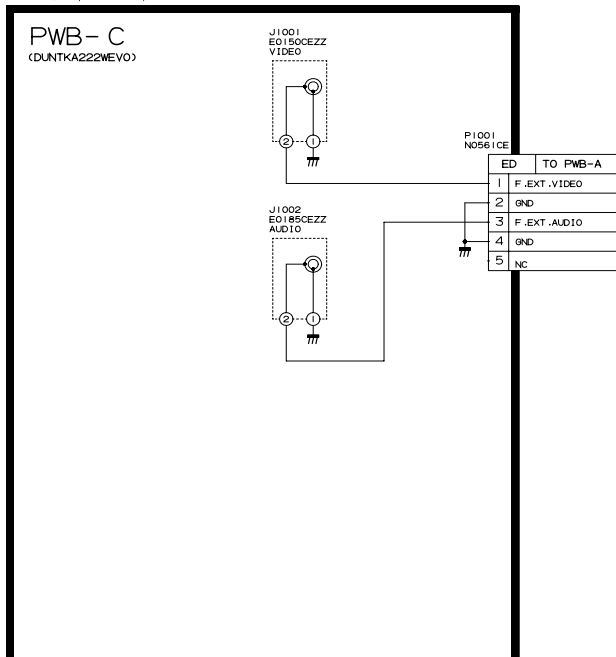 PWB-C
(DUNTKA222WEV0)
J1001
E0150CEZZ
VIDEO
2 1
P1001
N0561CE
ED TO PWB-A
1 F.EXT.VIDEO
2 GND
3 F.EXT.AUDIO
4 GND
5 NC
J1002
E0185CEZZ
AUDIO
2 1